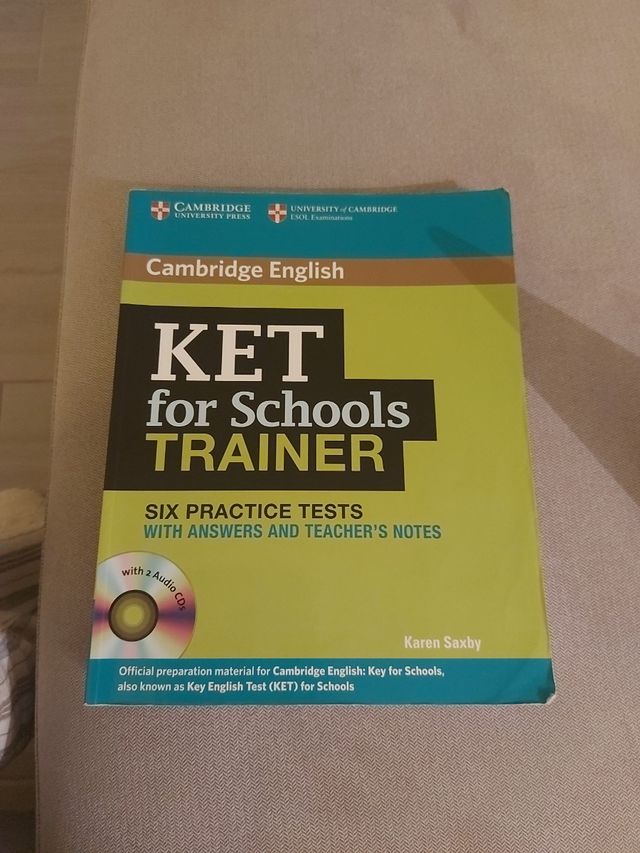 CAMBRIDGE
UNIVERSITY PRESS
UNIVERSITY of CAMBRIDGE
ESOL Examinations
Cambridge English
KET
for Schools
TRAINER
SIX PRACTICE TESTS
WITH ANSWERS AND TEACHER'S NOTES
with 2 Audio CDs
Karen Saxby
Official preparation material for Cambridge English: Key for Schools,
also known as Key English Test (KET) for Schools